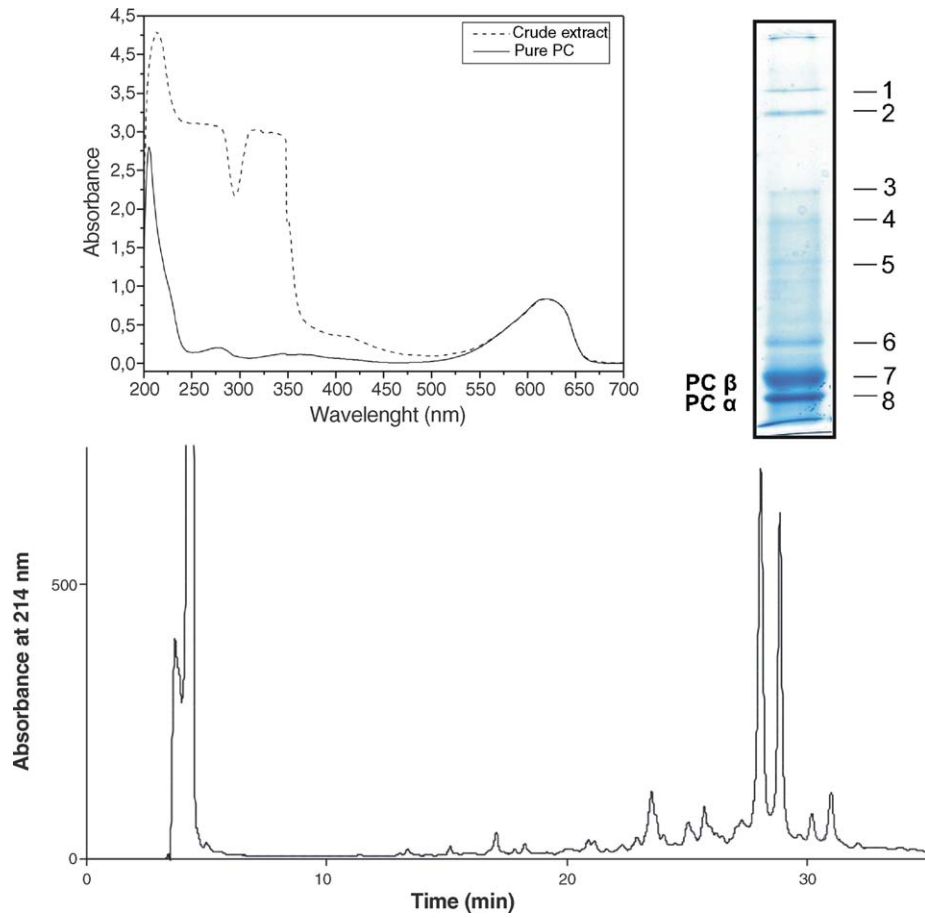 4,5
3,5
3,0
2,5
2,0
1,5
1,0
0,5
0,0
Absorbance
200 250 300 350 400 450 500 550 600 650 700
Wavelenght (nm)
Crude extract
Pure PC
1
2
3
4
5
6
PC β 7
PC α 8
Absorbance at 214 nm
500
0
0 10 20 30
Time (min)